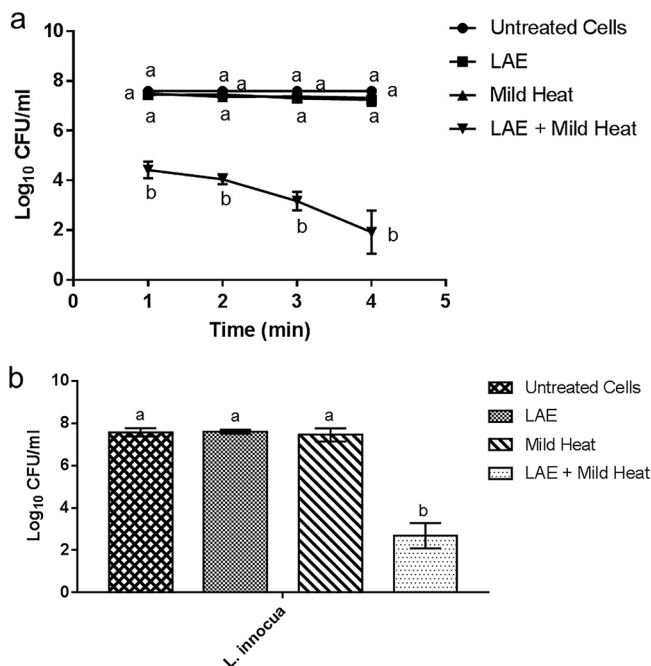 a
Log10 CFU/ml
10
8
6
4
2
0
a a a a
a a a a
a a a a
b b b b
0 1 2 3 4 5
Time (min)
Untreated Cells
LAE
Mild Heat
LAE + Mild Heat
b
Log10 CFU/ml
10
8
6
4
2
0
a a a b
L. innocua
Untreated Cells
LAE
Mild Heat
LAE + Mild Heat